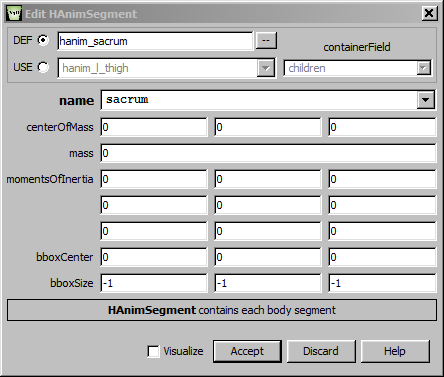 Edit HAnimSegment
DEF hanim_sacrum -- containerField
USE hanim_l_thigh children
name sacrum
centerOfMass 0 0 0
mass 0
momentsOfInertia 0 0 0
0 0 0
0 0 0
bboxCenter 0 0 0
bboxSize -1 -1 -1
HAnimSegment contains each body segment
Visualize Accept Discard Help